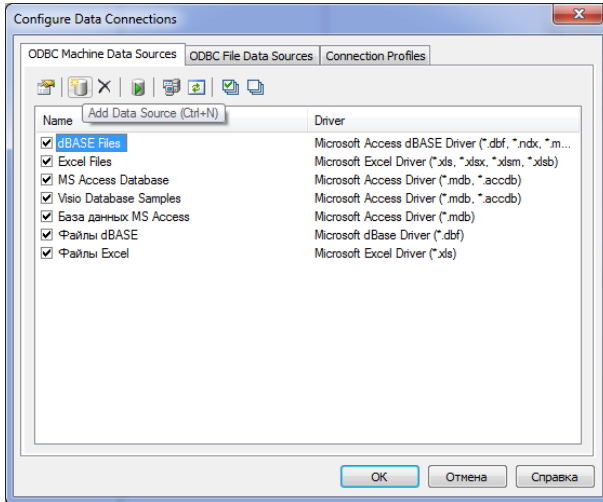 Configure Data Connections
ODBC Machine Data Sources ODBC File Data Sources Connection Profiles
Add Data Source (Ctrl+N)
Name Driver
dBASE Files Microsoft Access dBASE Driver (*.dbf, *.ndx, *.m...
Excel Files Microsoft Excel Driver (*.xls, *.xlsx, *.xlsm, *.xlsb)
MS Access Database Microsoft Access Driver (*.mdb, *.accdb)
Visio Database Samples Microsoft Access Driver (*.mdb, *.accdb)
База данных MS Access Microsoft Access Driver (*.mdb)
Файлы dBASE Microsoft dBase Driver (*.dbf)
Файлы Excel Microsoft Excel Driver (*.xls)
OK Отмена Справка